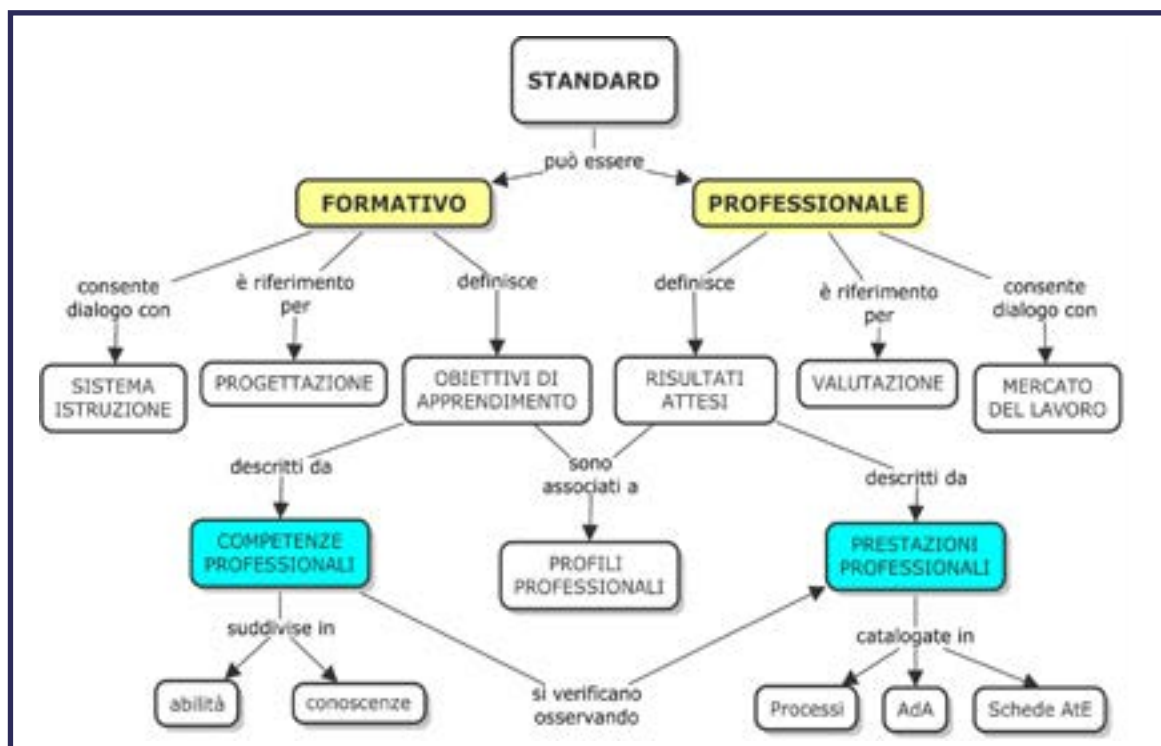 STANDARD
può essere
FORMATIVO
PROFESSIONALE
consente
dialogo con
è riferimento
per
definisce
definisce
è riferimento
per
consente
dialogo con
SISTEMA
ISTRUZIONE
PROGETTAZIONE
OBIETTIVI DI
APPRENDIMENTO
RISULTATI
ATTESI
VALUTAZIONE
MERCATO
DEL LAVORO
descritti da
sono
associati a
descritti da
COMPETENZE
PROFESSIONALI
PROFILI
PROFESSIONALI
PRESTAZIONI
PROFESSIONALI
suddivise in
catalogate in
abilità
conoscenze
si verificano
osservando
Processi
AdA
Schede AtE